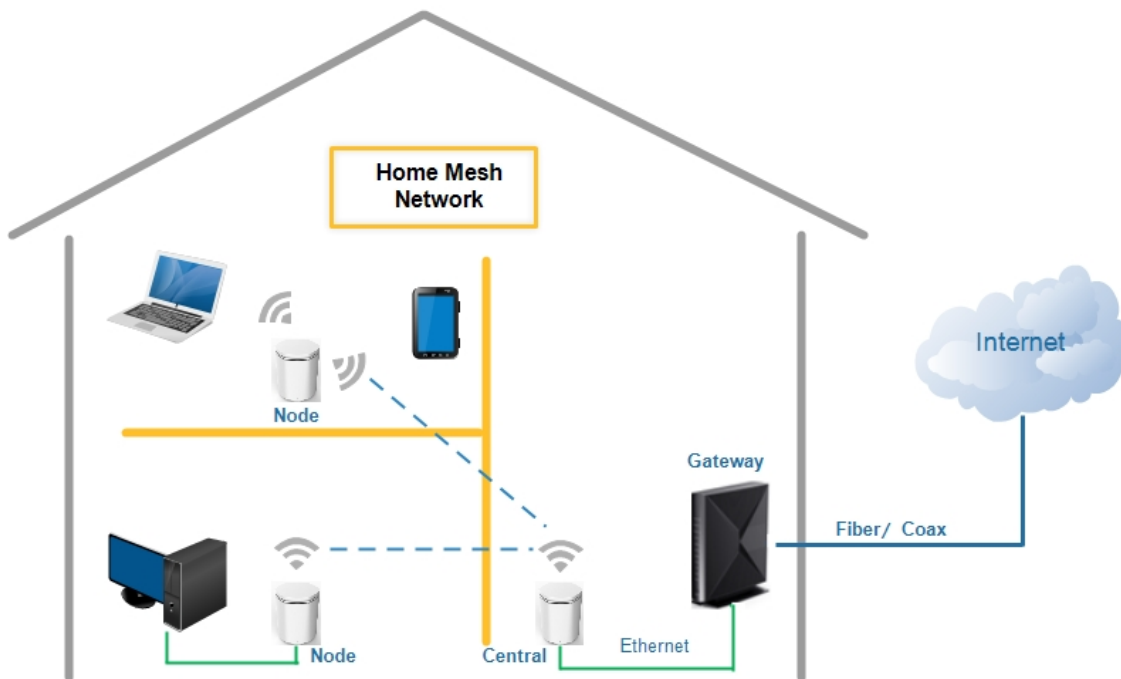 Home Mesh
Network
Internet
Node
Gateway
Fiber/ Coax
Node
Central
Ethernet